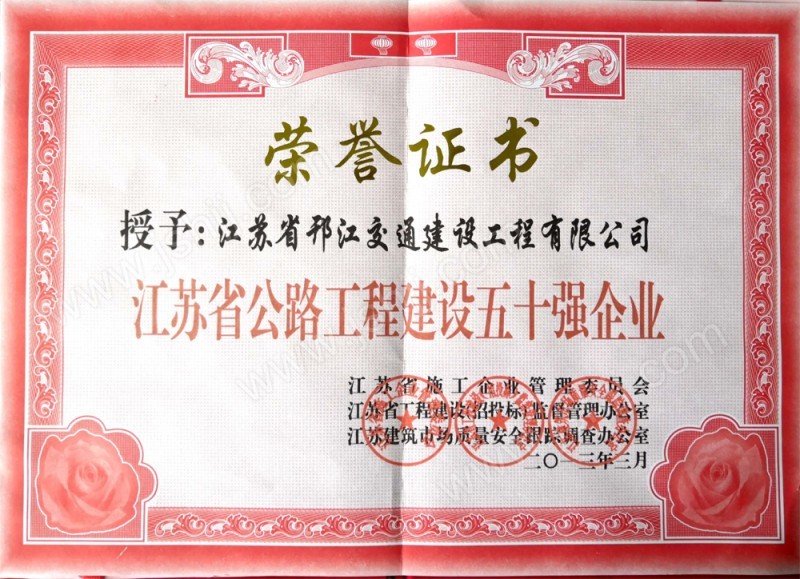 荣誉证书
授予：江苏省邗江交通建设工程有限公司
江苏省公路工程建设五十强企业
江苏省施工企业管理委员会
江苏省工程建设(招投标)监督管理办公室
江苏建筑市场质量安全跟踪调查办公室
二〇一三年三月